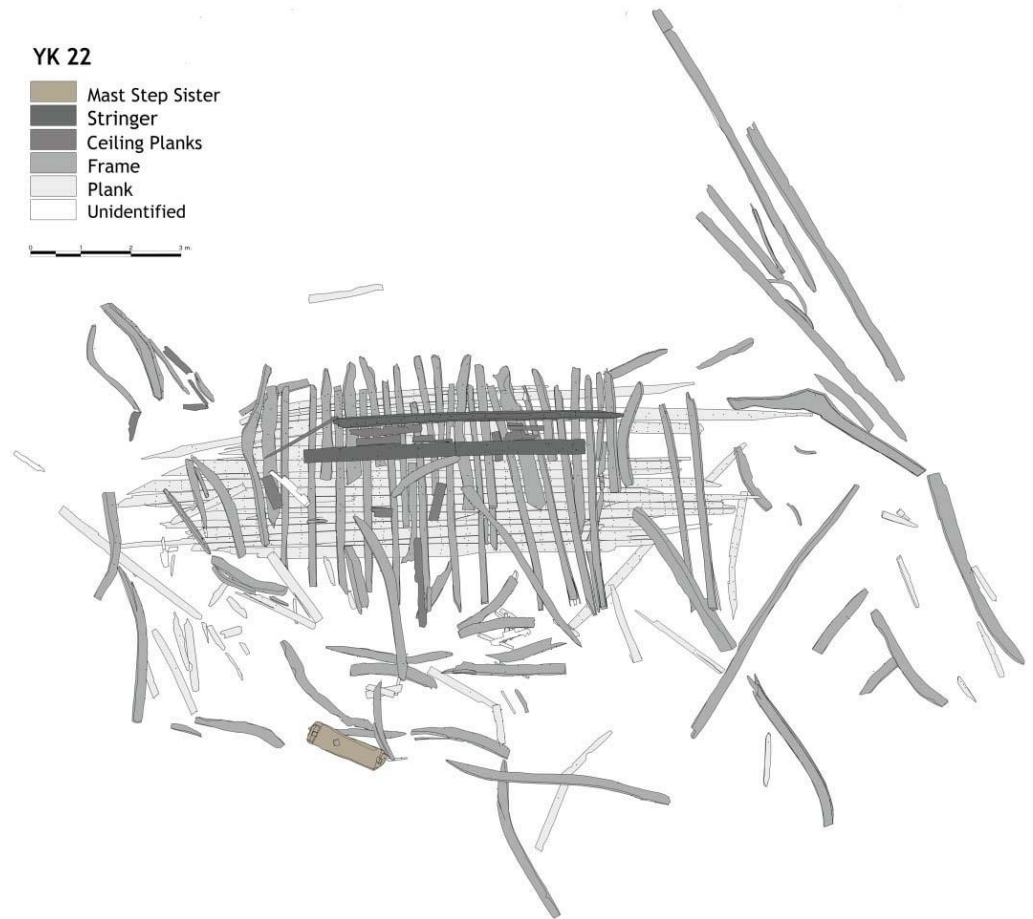 YK 22
Mast Step Sister
Stringer
Ceiling Planks
Frame
Plank
Unidentified
0 1 2 3 m.